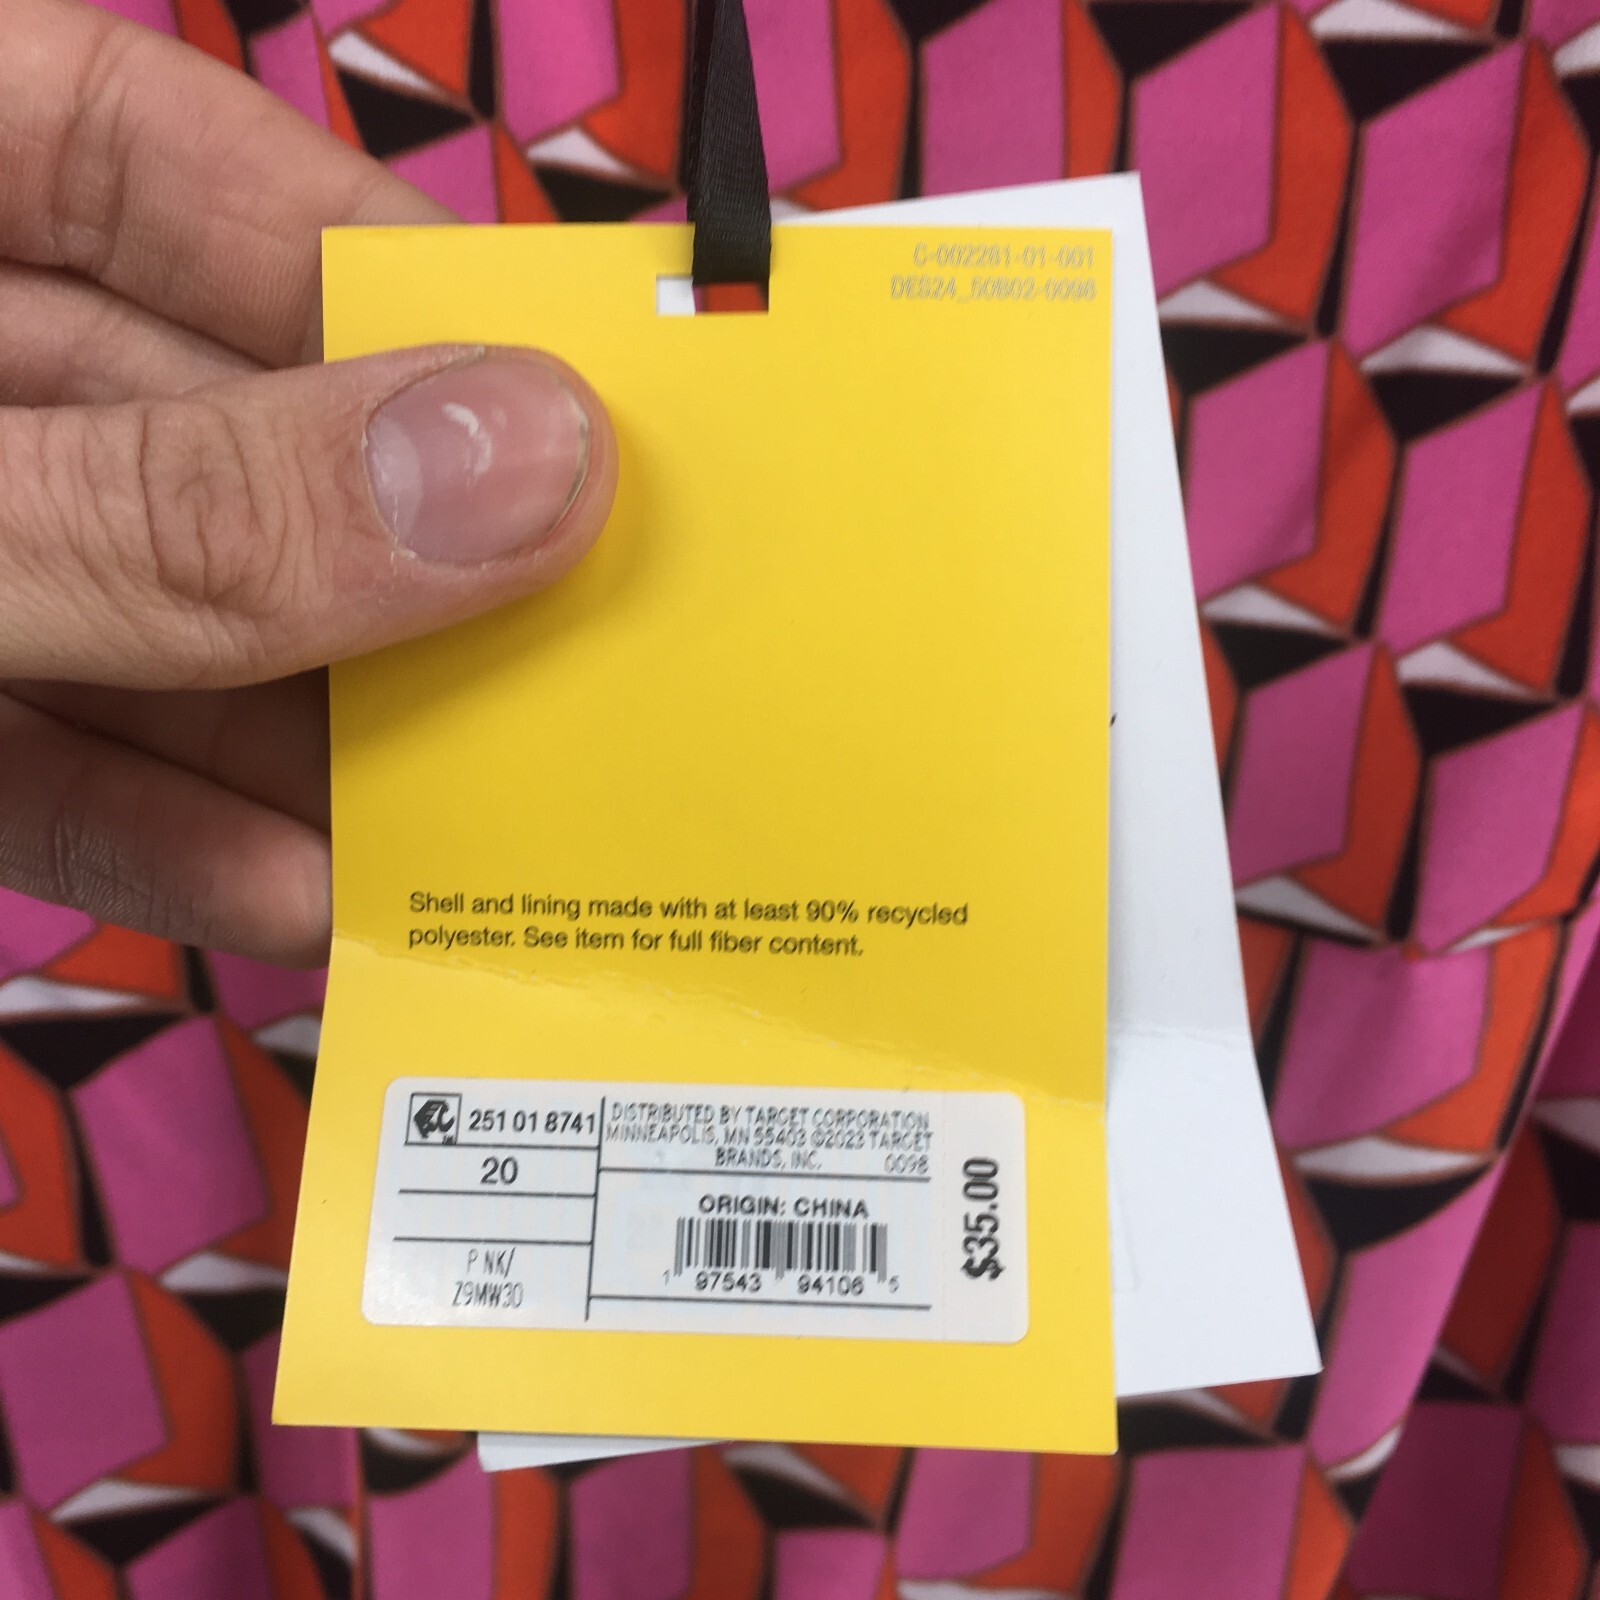 C-002281-01-001
DES24_50B02-0098
Shell and lining made with at least 90% recycled
polyester. See item for full fiber content.
251 01 8741
20
P NK/
Z9MW30
DISTRIBUTED BY TARGET CORPORATION
MINNEAPOLIS, MN 55403 ©2023 TARGET
BRANDS, INC. 0098
ORIGIN: CHINA
1 97543 94106 5
$35.00